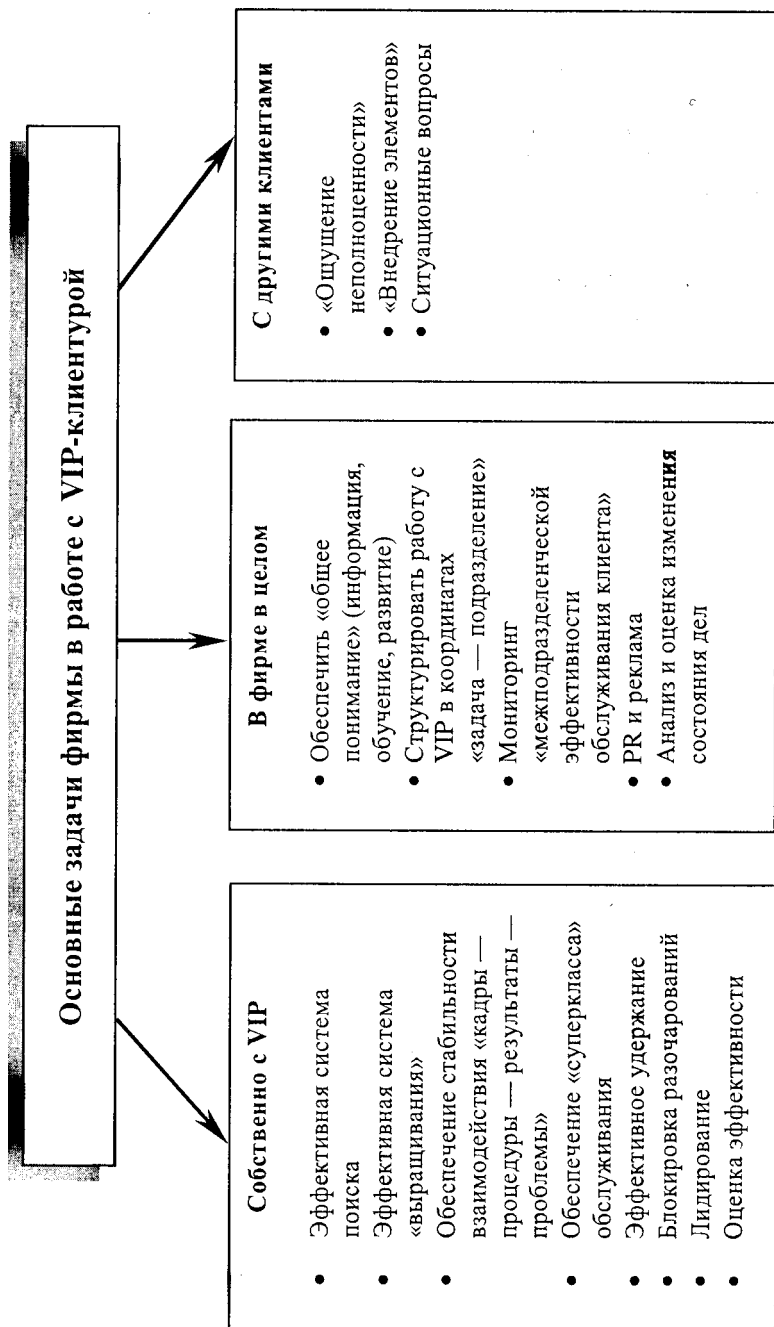 Основные задачи фирмы в работе с VIP-клиентурой
Собственно с VIP
• Эффективная система
поиска
• Эффективная система
«выращивания»
• Обеспечение стабильности
взаимодействия «кадры —
процедуры — результаты —
проблемы»
• Обеспечение «суперкласса»
обслуживания
• Эффективное удержание
• Блокировка разочарований
• Лидирование
• Оценка эффективности
В фирме в целом
• Обеспечить «общее
понимание» (информация,
обучение, развитие)
• Структурировать работу с
VIP в координатах
«задача — подразделение»
• Мониторинг
«межподразделенческой
эффективности
обслуживания клиента»
• PR и реклама
• Анализ и оценка изменения
состояния дел
С другими клиентами
• «Ощущение
неполноценности»
• «Внедрение элементов»
• Ситуационные вопросы